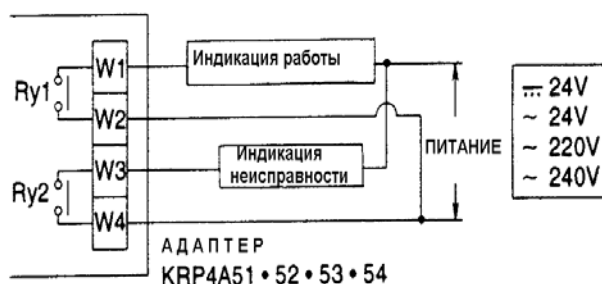 W1
Индикация работы
Ry1
W2
W3
Индикация
неисправности
Ry2
W4
ПИТАНИЕ
⎓ 24V
~ 24V
~ 220V
~ 240V
АДАПТЕР
KRP4A51 • 52 • 53 • 54